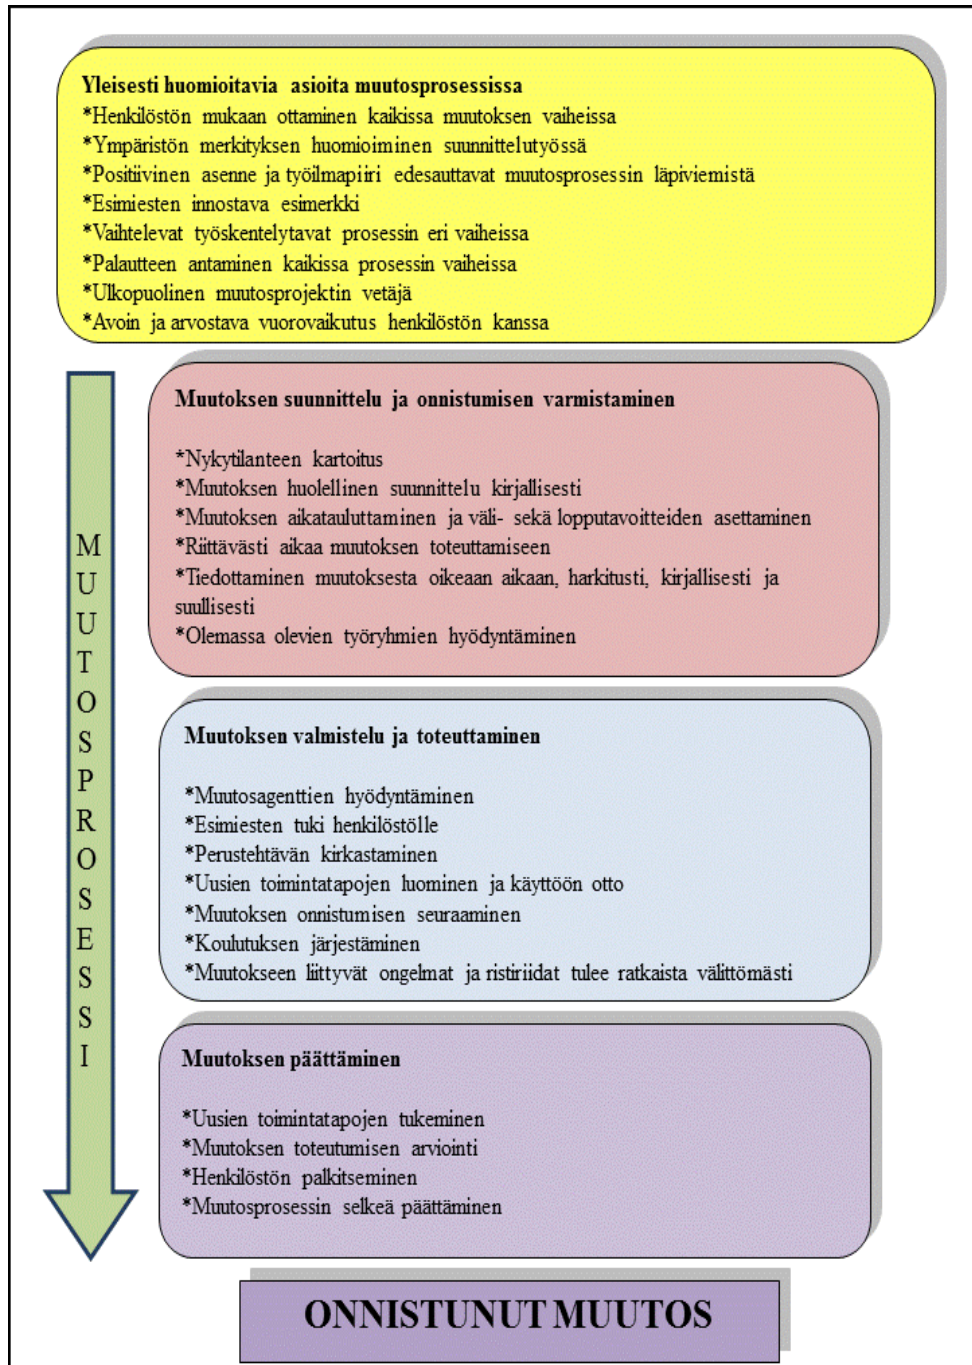 Yleisesti huomioitavia asioita muutosprosessissa
*Henkilöstön mukaan ottaminen kaikissa muutoksen vaiheissa
*Ympäristön merkityksen huomioiminen suunnittelutyössä
*Positiivinen asenne ja työilmapiiri edesauttavat muutosprosessin läpiviemistä
*Esimiesten innostava esimerkki
*Vaihtelevat työskentelytavat prosessin eri vaiheissa
*Palautteen antaminen kaikissa prosessin vaiheissa
*Ulkopuolinen muutosprojektin vetäjä
*Avoin ja arvostava vuorovaikutus henkilöstön kanssa
MUUTOSPROSESSI
Muutoksen suunnittelu ja onnistumisen varmistaminen
*Nykytilanteen kartoitus
*Muutoksen huolellinen suunnittelu kirjallisesti
*Muutoksen aikatauluttaminen ja väli- sekä lopputavoitteiden asettaminen
*Riittävästi aikaa muutoksen toteuttamiseen
*Tiedottaminen muutoksesta oikeaan aikaan, harkitusti, kirjallisesti ja
suullisesti
*Olemassa olevien työryhmien hyödyntäminen
Muutoksen valmistelu ja toteuttaminen
*Muutosagenttien hyödyntäminen
*Esimiesten tuki henkilöstölle
*Perustehtävän kirkastaminen
*Uusien toimintatapojen luominen ja käyttöön otto
*Muutoksen onnistumisen seuraaminen
*Koulutuksen järjestäminen
*Muutokseen liittyvät ongelmat ja ristiriidat tulee ratkaista välittömästi
Muutoksen päättäminen
*Uusien toimintatapojen tukeminen
*Muutoksen toteutumisen arviointi
*Henkilöstön palkitseminen
*Muutosprosessin selkeä päättäminen
ONNISTUNUT MUUTOS